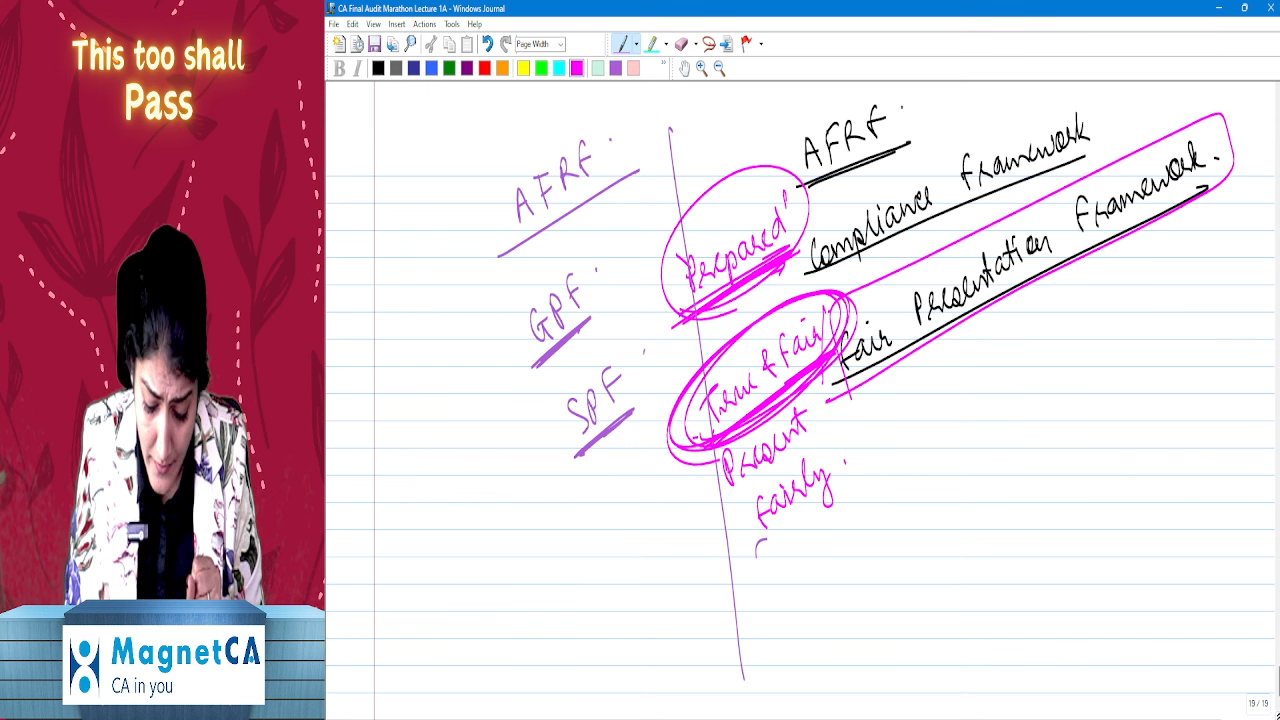 This too shall
Pass
MagnetCA
CA in you
CA Final Audit Marathon Lecture 1A - Windows Journal
File Edit View Insert Actions Tools Help
Page Width
B I
AFRF.
GPF.
SPF.
AFRF.
Compliance Framework
Fair Presentation Framework.
'Prepared'
True & Fair
Present
Fairly.
19 / 19